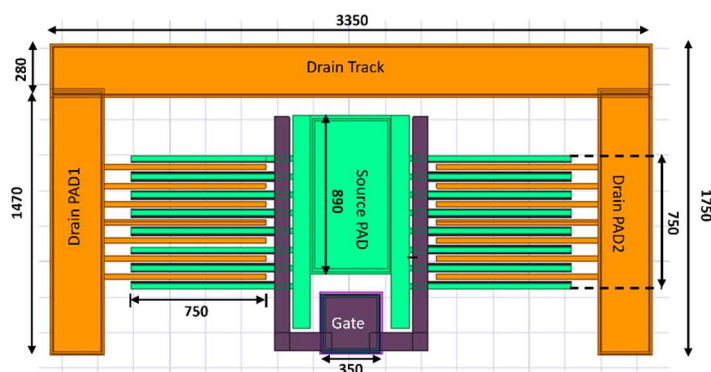 3350
280
Drain Track
1470
Drain PAD1
Source PAD
890
Drain PAD2
750
1750
750
Gate
350